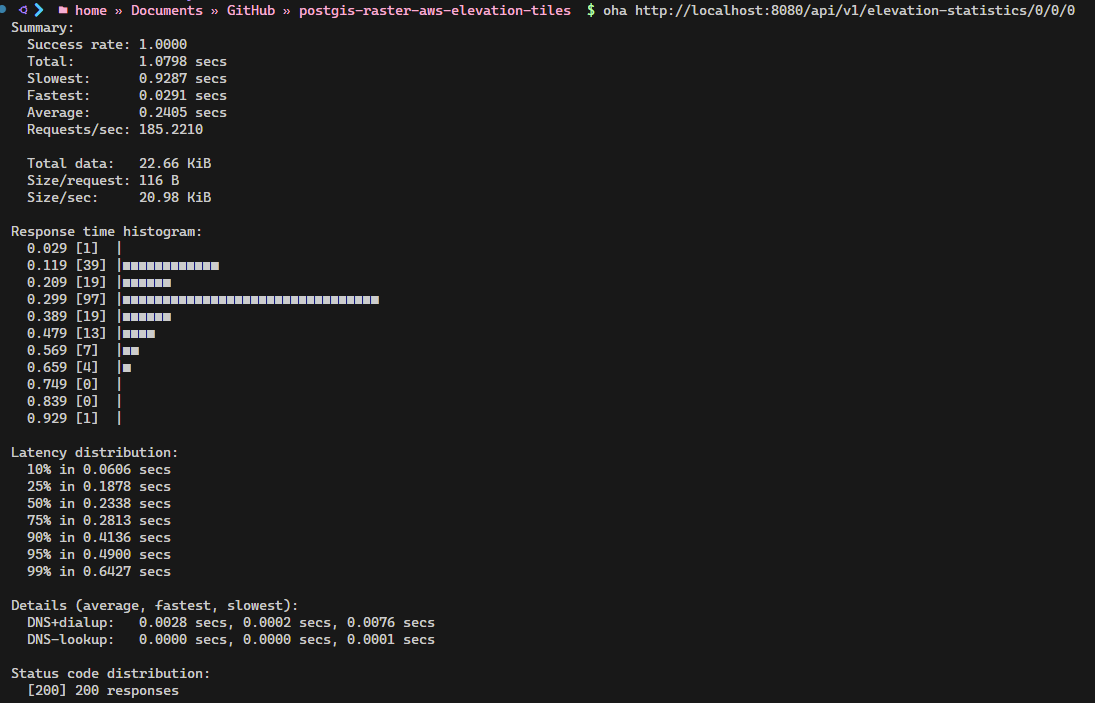 home » Documents » GitHub » postgis-raster-aws-elevation-tiles $ oha http://localhost:8080/api/v1/elevation-statistics/0/0/0
Summary:
Success rate: 1.0000
Total: 1.0798 secs
Slowest: 0.9287 secs
Fastest: 0.0291 secs
Average: 0.2405 secs
Requests/sec: 185.2210
Total data: 22.66 KiB
Size/request: 116 B
Size/sec: 20.98 KiB
Response time histogram:
0.029 [1] |
0.119 [39] |■■■■■■■■■■■■
0.209 [19] |■■■■■■
0.299 [97] |■■■■■■■■■■■■■■■■■■■■■■■■■■■■■■■■
0.389 [19] |■■■■■■
0.479 [13] |■■■■
0.569 [7] |■■
0.659 [4] |■
0.749 [0] |
0.839 [0] |
0.929 [1] |
Latency distribution:
10% in 0.0606 secs
25% in 0.1878 secs
50% in 0.2338 secs
75% in 0.2813 secs
90% in 0.4136 secs
95% in 0.4900 secs
99% in 0.6427 secs
Details (average, fastest, slowest):
DNS+dialup: 0.0028 secs, 0.0002 secs, 0.0076 secs
DNS-lookup: 0.0000 secs, 0.0000 secs, 0.0001 secs
Status code distribution:
[200] 200 responses